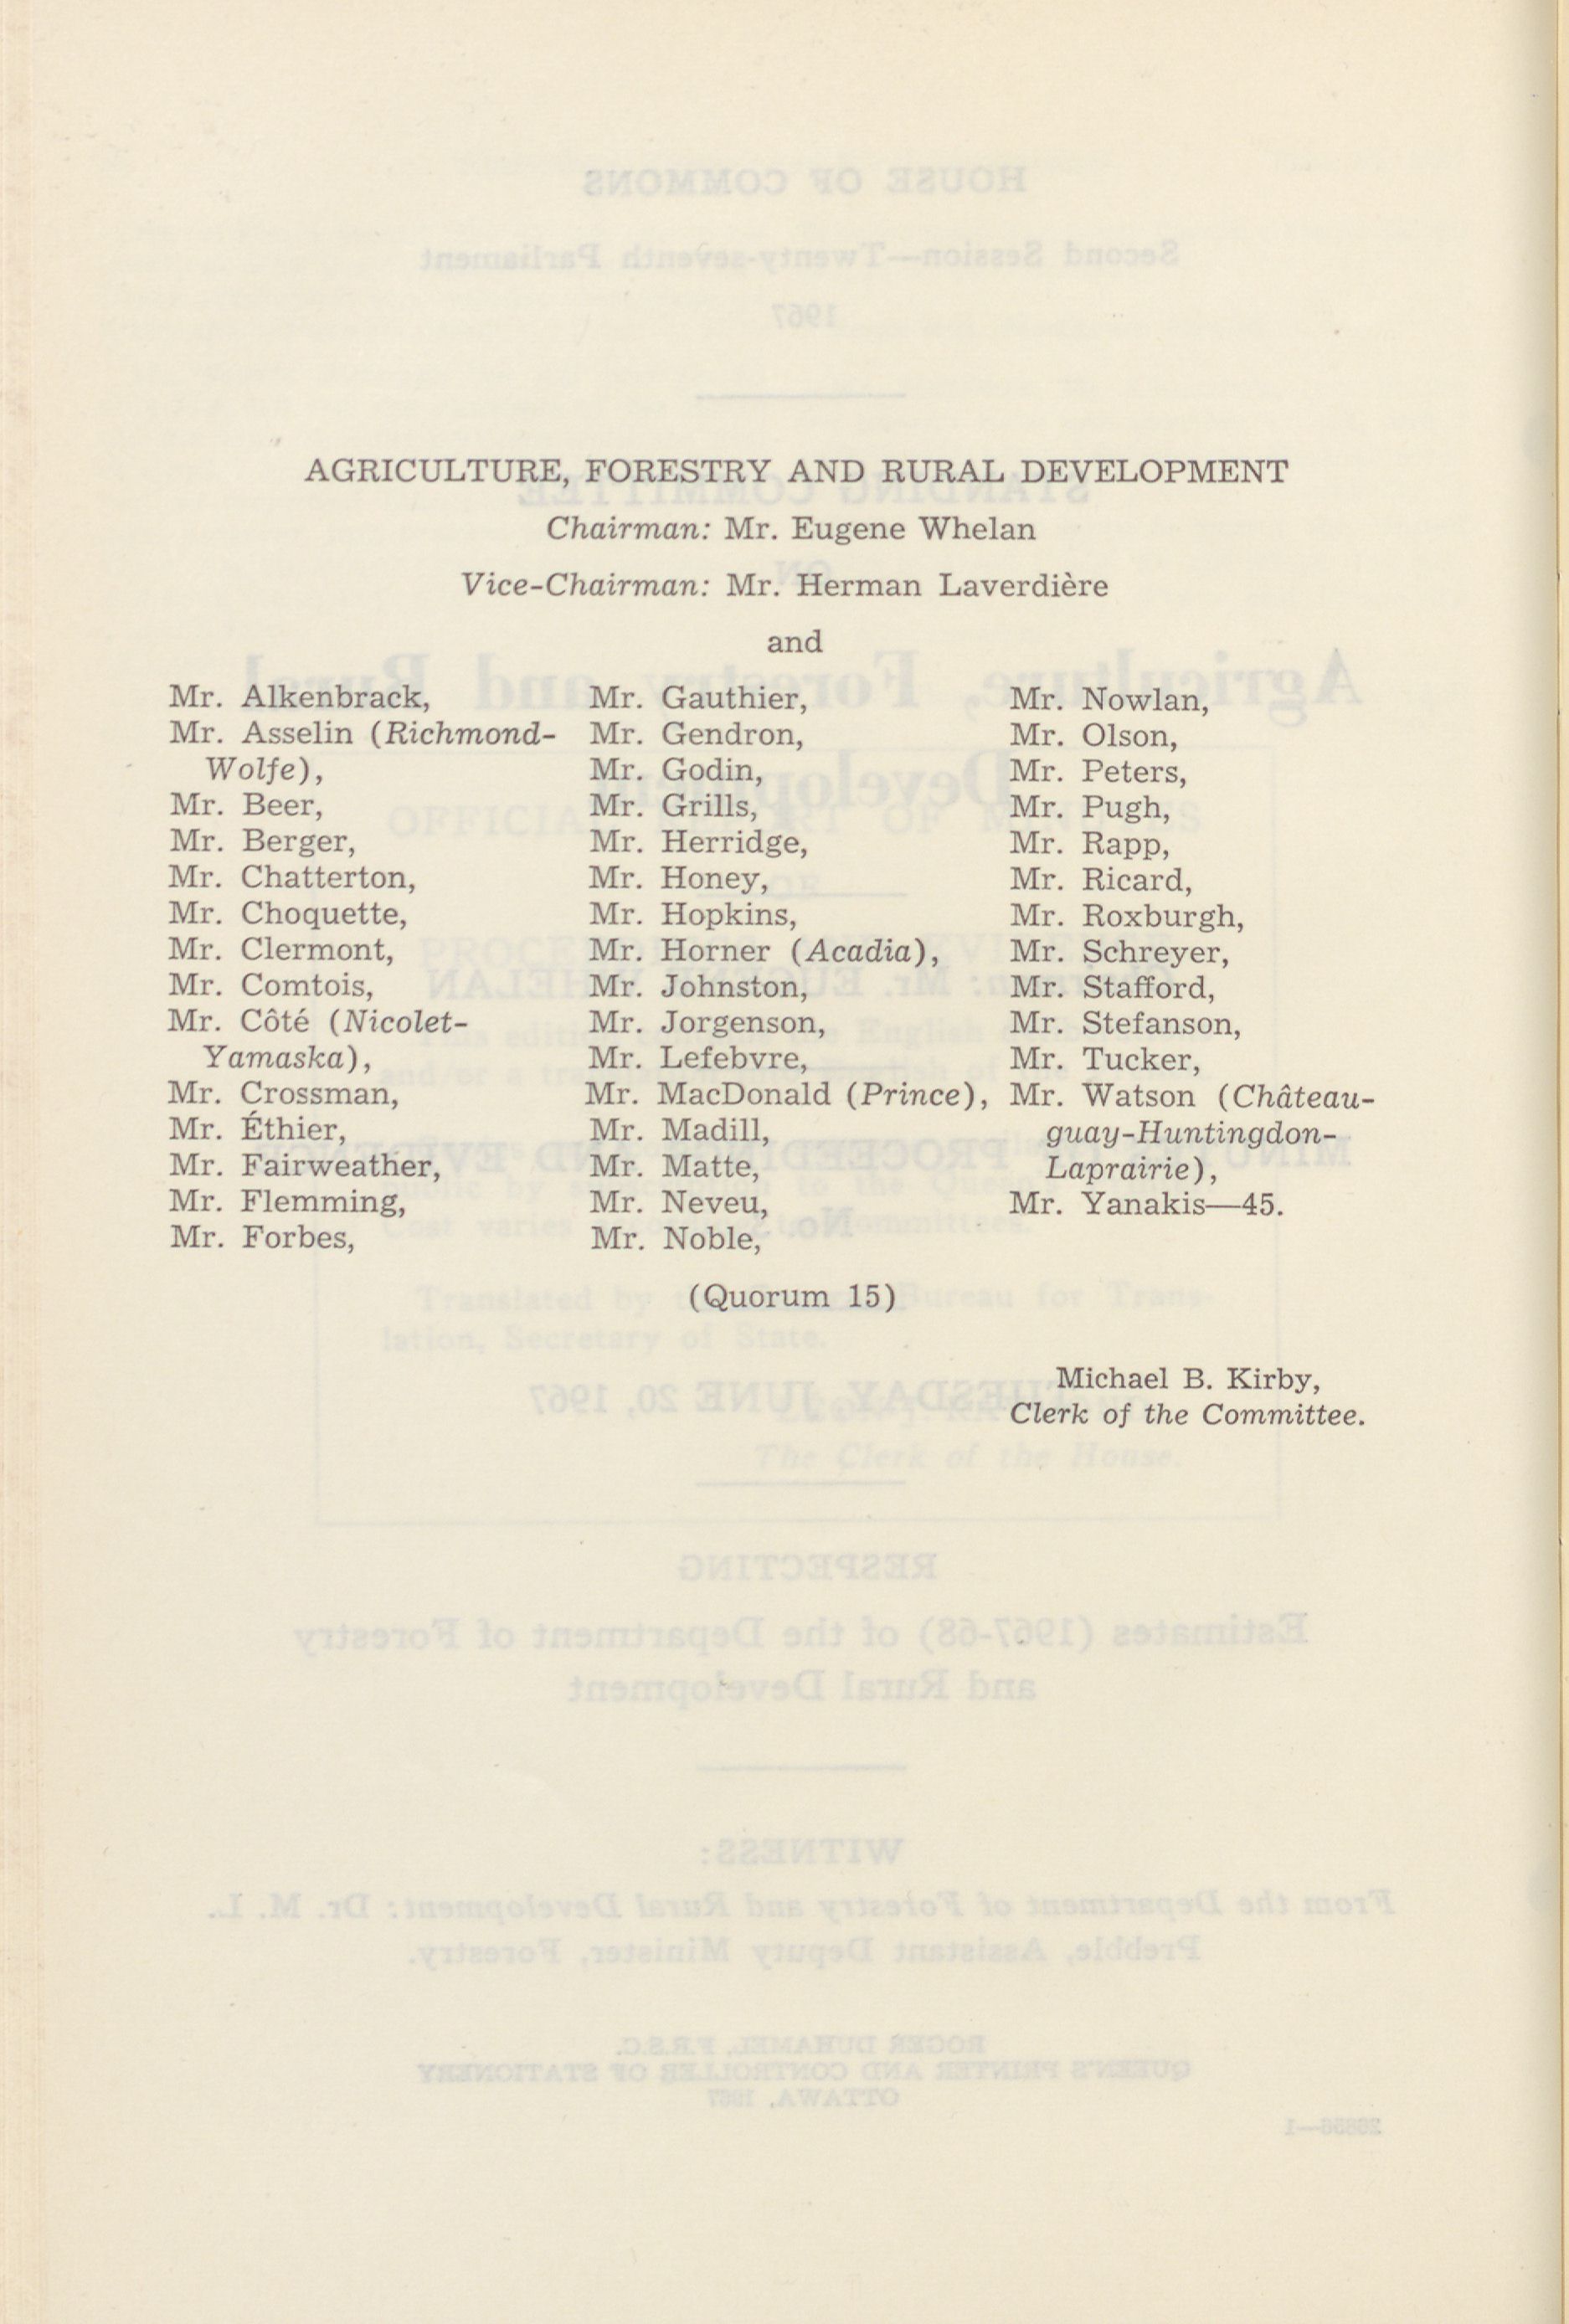 AGRICULTURE, FORESTRY AND RURAL DEVELOPMENT
Chairman: Mr. Eugene Whelan
Vice-Chairman: Mr. Herman Laverdière
and
Mr. Alkenbrack,
Mr. Asselin (Richmond-
Wolfe),
Mr. Beer,
Mr. Berger,
Mr. Chatterton,
Mr. Choquette,
Mr. Clermont,
Mr. Comtois,
Mr. Côté (Nicolet-
Yamaska),
Mr. Crossman,
Mr. Éthier,
Mr. Fairweather,
Mr. Flemming,
Mr. Forbes,
Mr. Gauthier,
Mr. Gendron,
Mr. Godin,
Mr. Grills,
Mr. Herridge,
Mr. Honey,
Mr. Hopkins,
Mr. Horner (Acadia),
Mr. Johnston,
Mr. Jorgenson,
Mr. Lefebvre,
Mr. MacDonald (Prince),
Mr. Madill,
Mr. Matte,
Mr. Neveu,
Mr. Noble,
Mr. Nowlan,
Mr. Olson,
Mr. Peters,
Mr. Pugh,
Mr. Rapp,
Mr. Ricard,
Mr. Roxburgh,
Mr. Schreyer,
Mr. Stafford,
Mr. Stefanson,
Mr. Tucker,
Mr. Watson (Château-
guay-Huntingdon-
Laprairie),
Mr. Yanakis—45.
(Quorum 15)
Michael B. Kirby,
Clerk of the Committee.